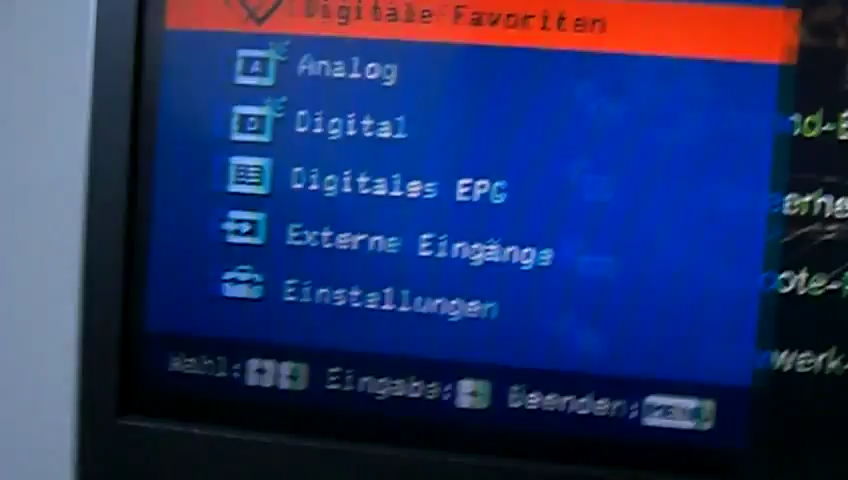 Digitale Favoriten
Analog
Digital
Digitales EPG
Externe Eingänge
Einstellungen
Wahl: Eingabe: Beenden: